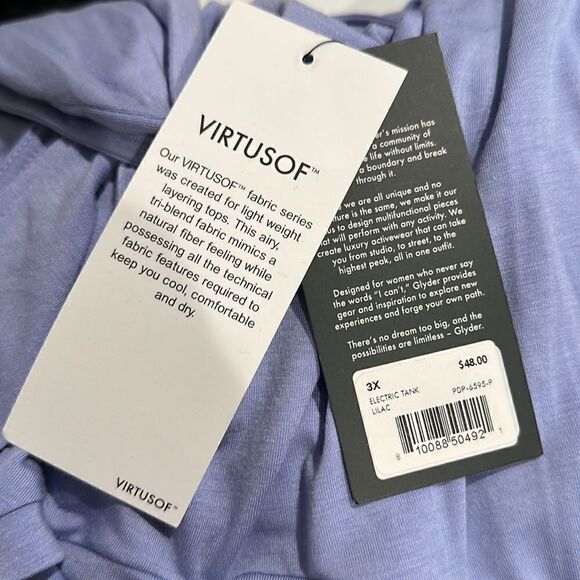 VIRTUSOF™
Our VIRTUSOF™ fabric series
was created for light weight
layering tops. This airy,
tri-blend fabric mimics a
natural fiber feeling while
possessing all the technical
fabric features required to
keep you cool, comfortable
and dry.
VIRTUSOF™
mission has
a community of
life without limits.
a boundary and break
through it.
we are all unique and no
is the same, we make it our
to design multifunctional pieces
will perform with any activity. We
create luxury activewear that can take
you from studio, to street, to the
highest peak, all in one outfit.
Designed for women who never say
the words "I can't," Glyder provides
gear and inspiration to explore new
experiences and forge your own path.
There's no dream too big, and the
possibilities are limitless – Glyder.
3X $48.00
ELECTRIC TANK PDP-6595-P
LILAC
8 10088 50492 1